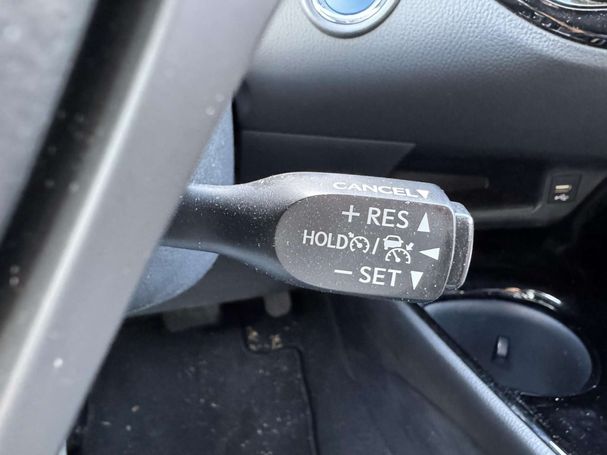 CANCEL▼
+ RES ▲
HOLD / ◀
− SET ▼